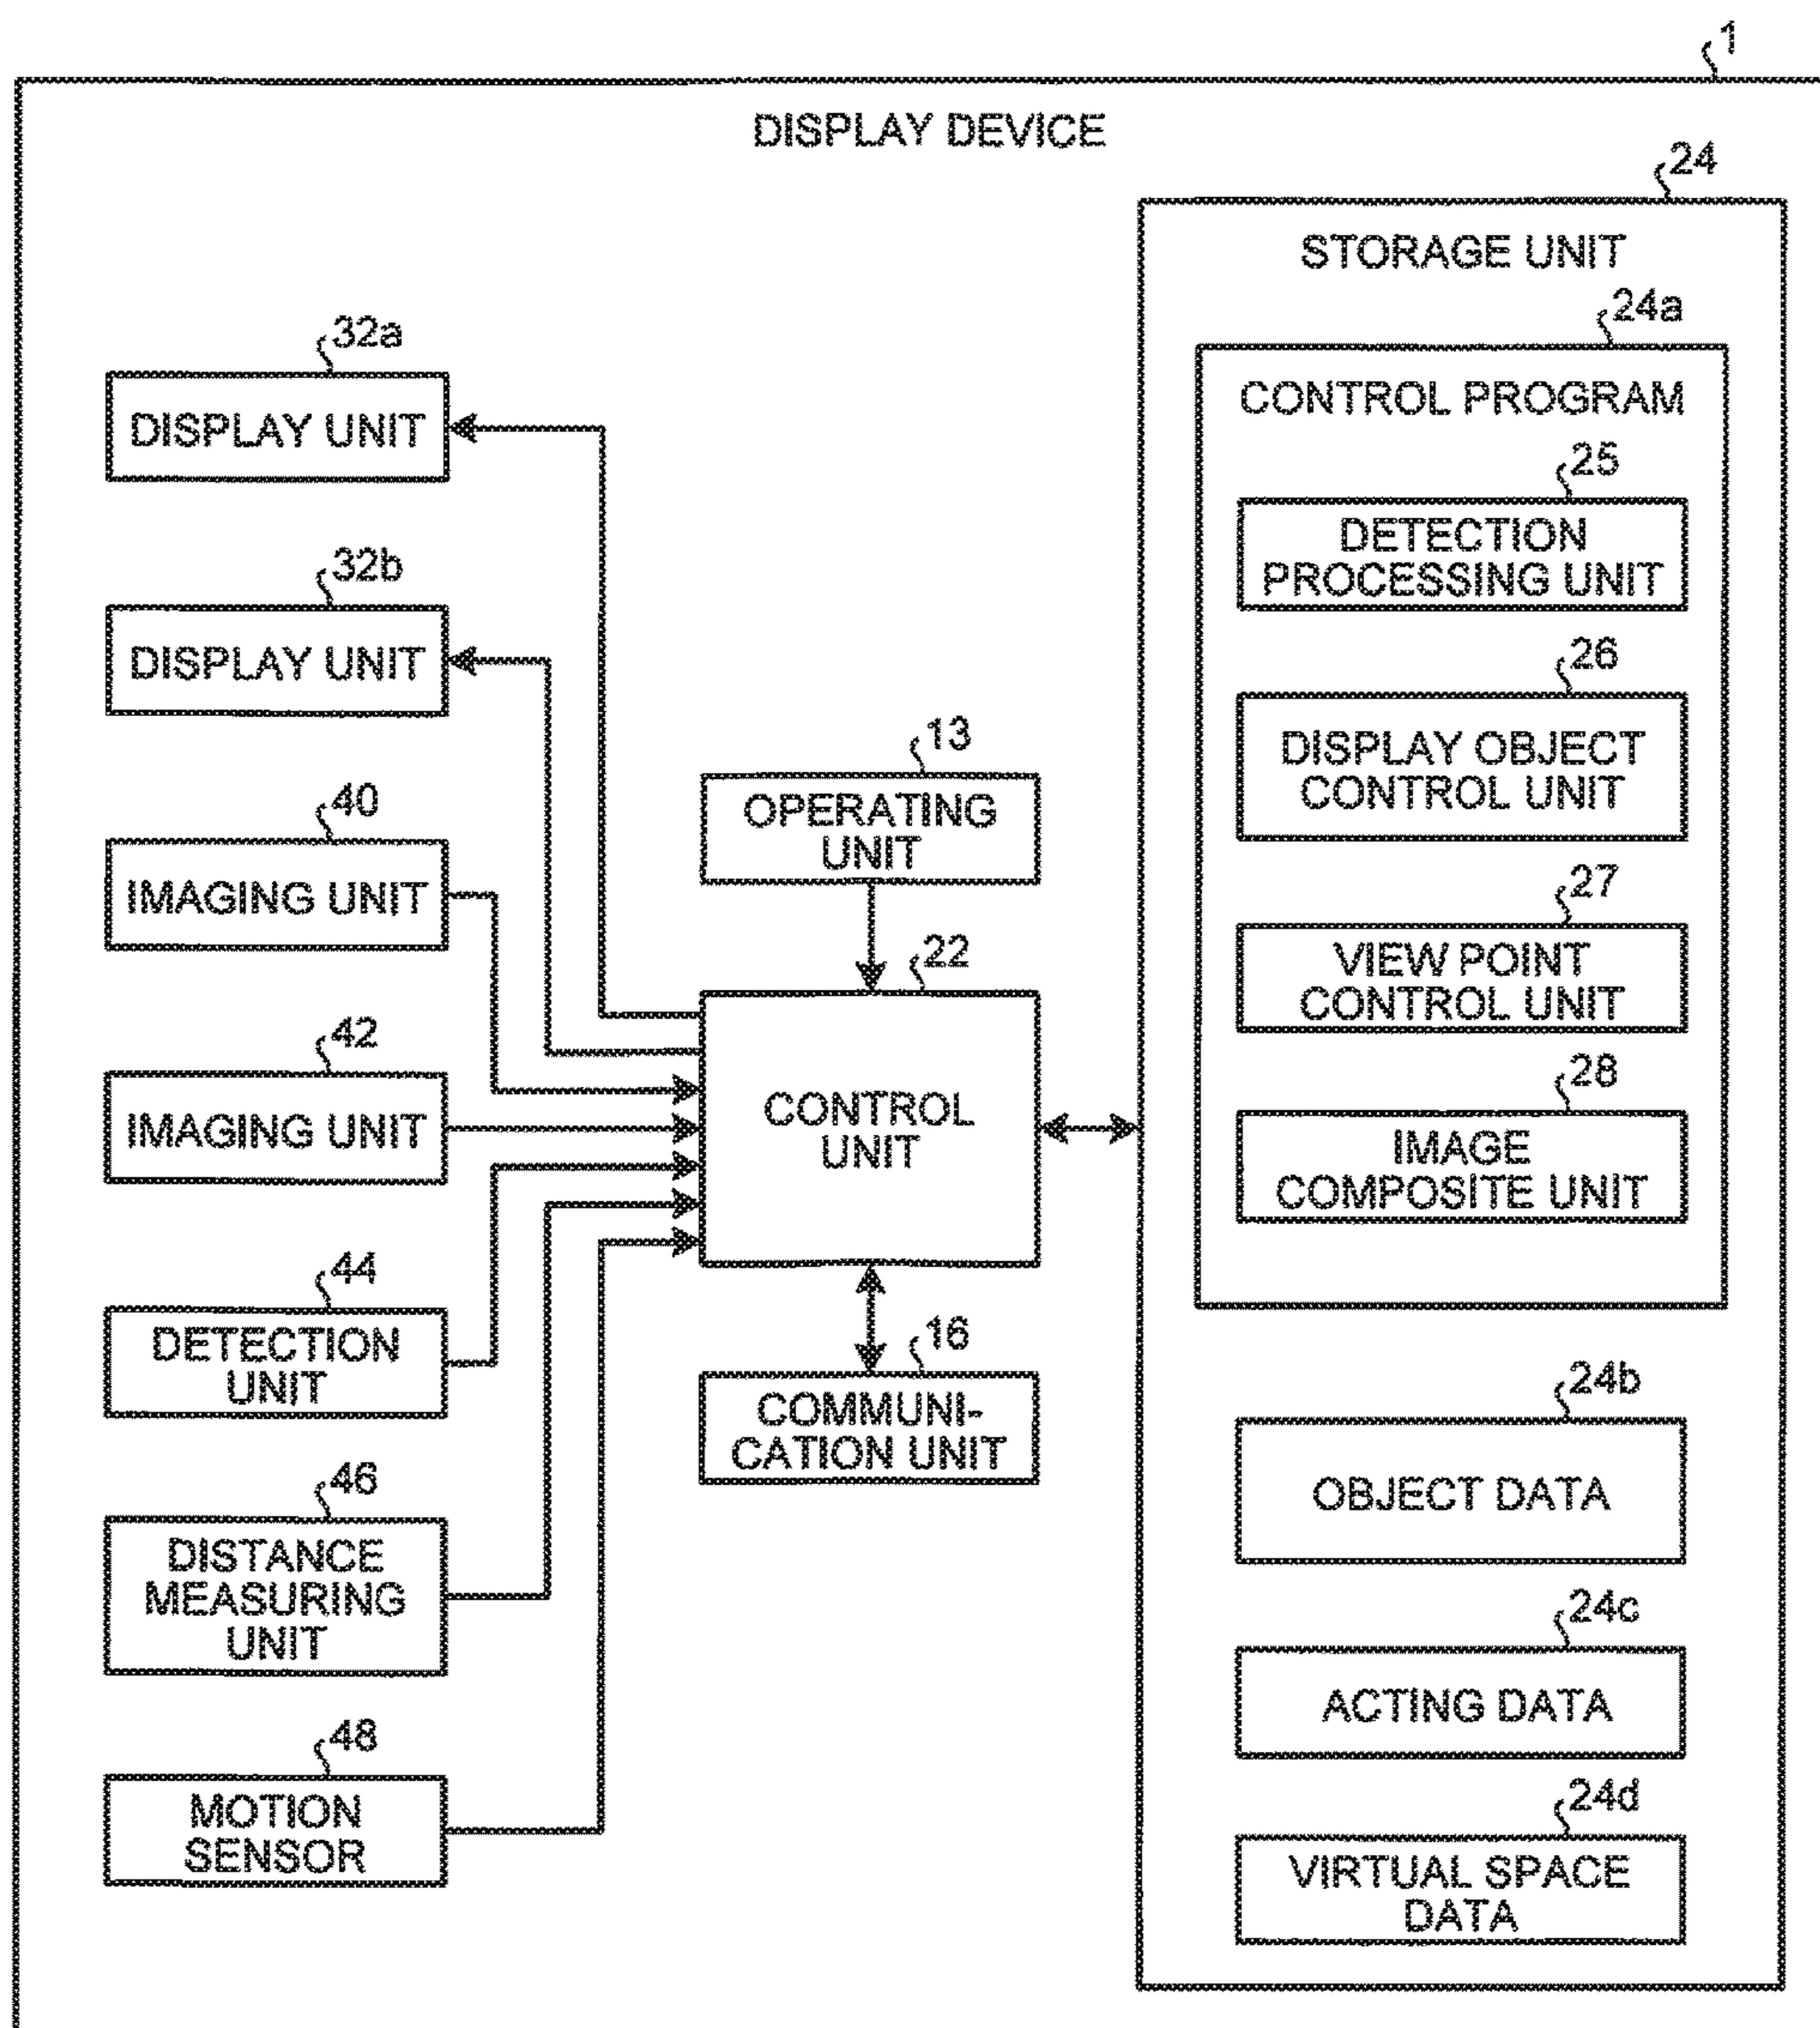 1
DISPLAY DEVICE
24
STORAGE UNIT
24a
CONTROL PROGRAM
25
DETECTION
PROCESSING UNIT
26
DISPLAY OBJECT
CONTROL UNIT
27
VIEW POINT
CONTROL UNIT
28
IMAGE
COMPOSITE UNIT
24b
OBJECT DATA
24c
ACTING DATA
24d
VIRTUAL SPACE
DATA
32a
DISPLAY UNIT
32b
DISPLAY UNIT
40
IMAGING UNIT
42
IMAGING UNIT
44
DETECTION
UNIT
46
DISTANCE
MEASURING
UNIT
48
MOTION
SENSOR
13
OPERATING
UNIT
22
CONTROL
UNIT
16
COMMUNI-
CATION UNIT